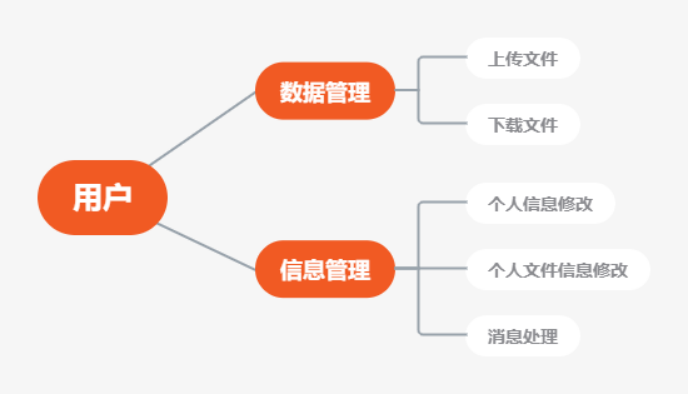 用户
数据管理
上传文件
下载文件
信息管理
个人信息修改
个人文件信息修改
消息处理